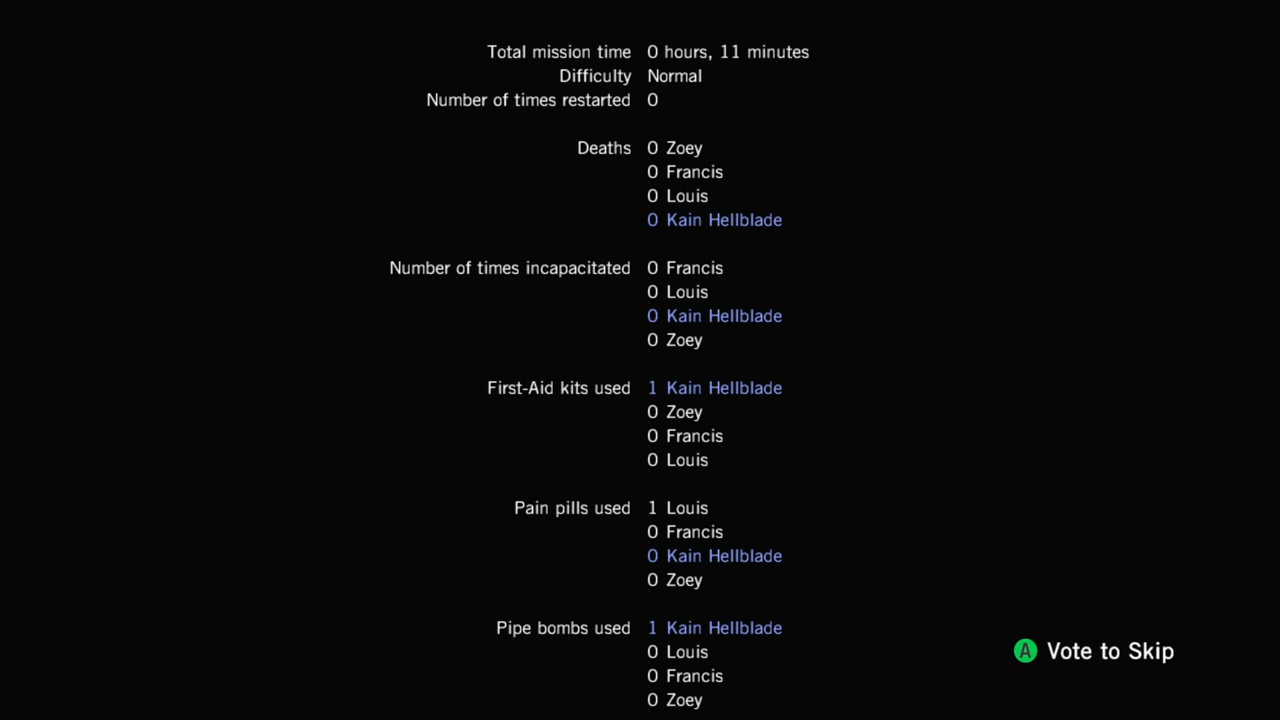 Total mission time 0 hours, 11 minutes
Difficulty Normal
Number of times restarted 0
Deaths 0 Zoey
0 Francis
0 Louis
0 Kain Hellblade
Number of times incapacitated 0 Francis
0 Louis
0 Kain Hellblade
0 Zoey
First-Aid kits used 1 Kain Hellblade
0 Zoey
0 Francis
0 Louis
Pain pills used 1 Louis
0 Francis
0 Kain Hellblade
0 Zoey
Pipe bombs used 1 Kain Hellblade
0 Louis
0 Francis
0 Zoey
A Vote to Skip